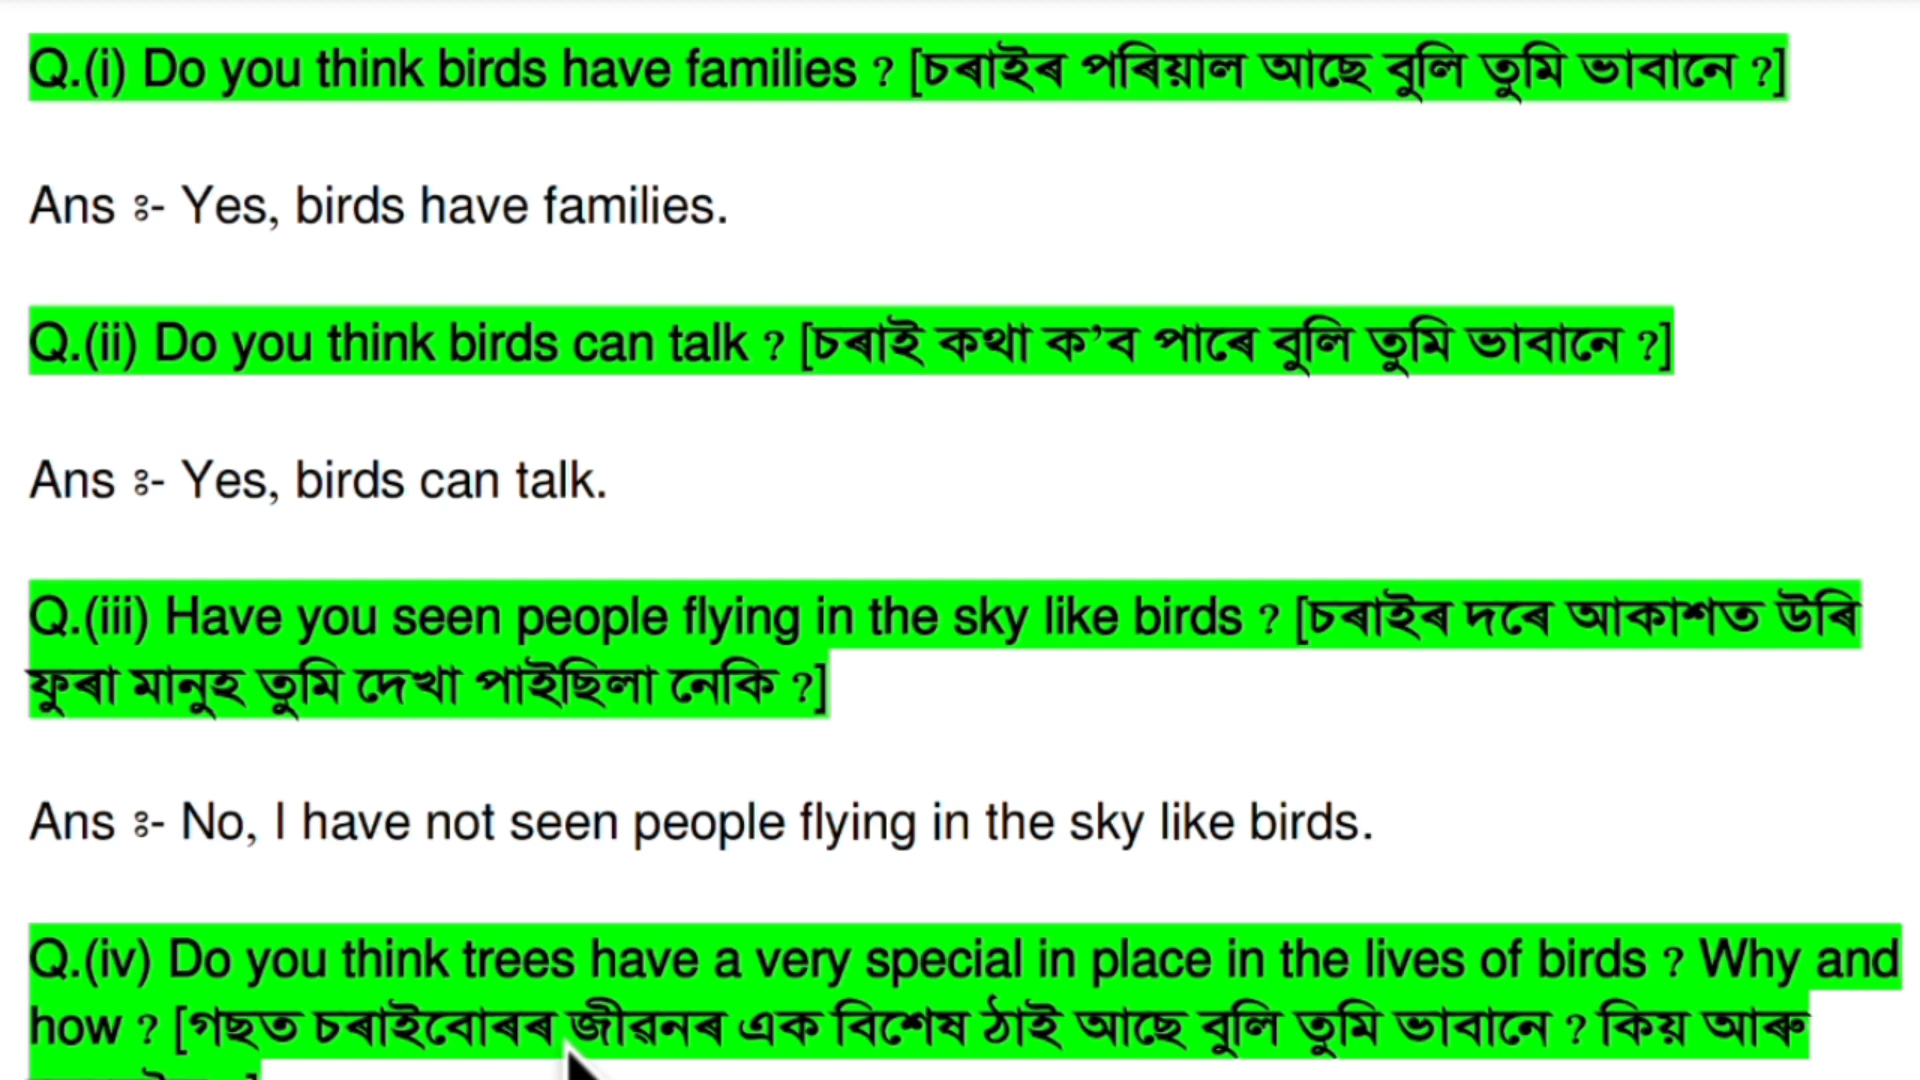 Q.(i) Do you think birds have families ? [চৰাইৰ পৰিয়াল আছে বুলি তুমি ভাবানে ?]
Ans ঃ- Yes, birds have families.
Q.(ii) Do you think birds can talk ? [চৰাই কথা ক’ব পাৰে বুলি তুমি ভাবানে ?]
Ans ঃ- Yes, birds can talk.
Q.(iii) Have you seen people flying in the sky like birds ? [চৰাইৰ দৰে আকাশত উৰি
ফুৰা মানুহ তুমি দেখা পাইছিলা নেকি ?]
Ans ঃ- No, I have not seen people flying in the sky like birds.
Q.(iv) Do you think trees have a very special in place in the lives of birds ? Why and
how ? [গছত চৰাইবোৰৰ জীৱনৰ এক বিশেষ ঠাই আছে বুলি তুমি ভাবানে ? কিয় আৰু